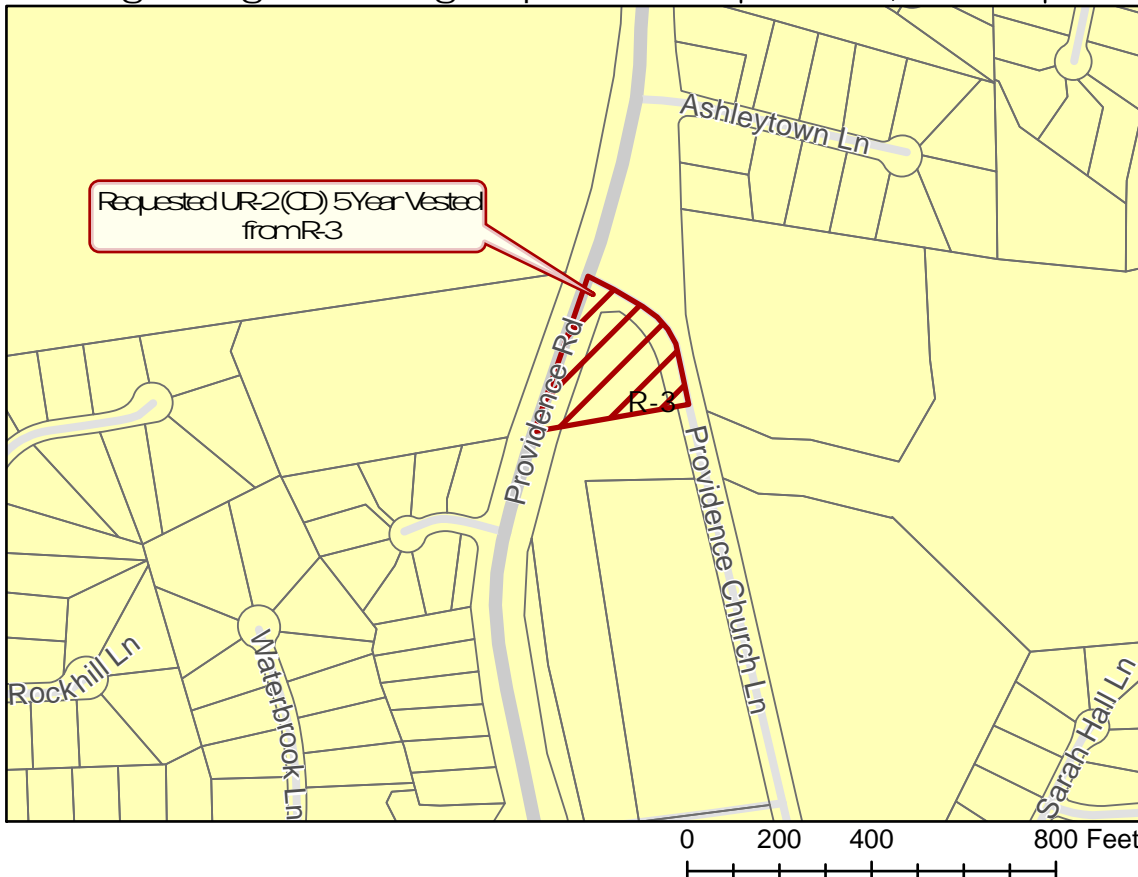 Ashleytown Ln
Requested UR-2(CD) 5 Year Vested
from R-3
Providence Rd
R-3
Providence Church Ln
Rockhill Ln
Waterbrook Ln
Sarah Hall Ln
0 200 400 800 Feet